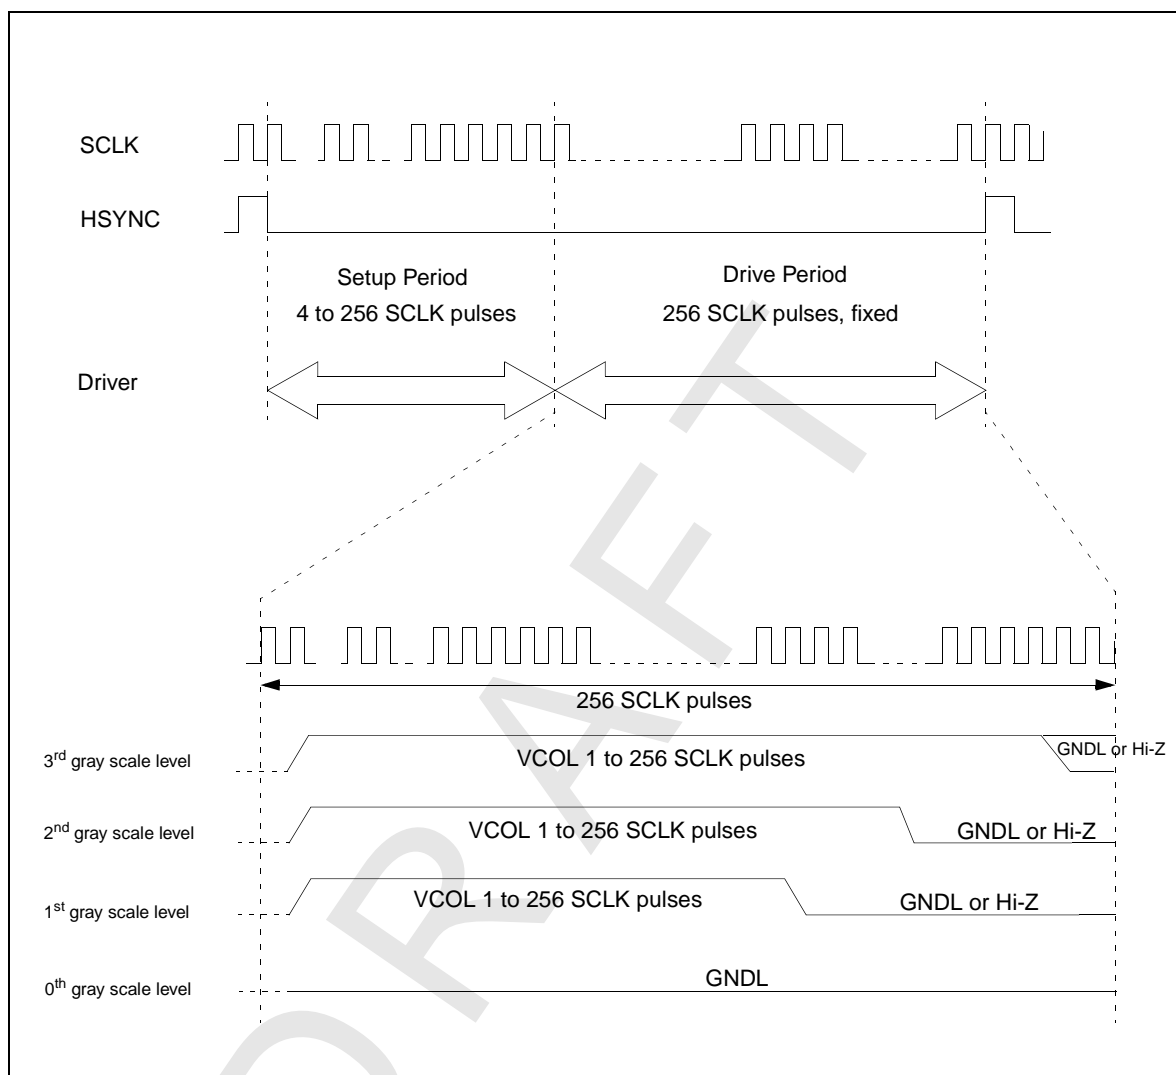 SCLK
HSYNC
Setup Period
4 to 256 SCLK pulses
Drive Period
256 SCLK pulses, fixed
Driver
256 SCLK pulses
3rd gray scale level
VCOL 1 to 256 SCLK pulses
GNDL or Hi-Z
2nd gray scale level
VCOL 1 to 256 SCLK pulses
GNDL or Hi-Z
1st gray scale level
VCOL 1 to 256 SCLK pulses
GNDL or Hi-Z
0th gray scale level
GNDL
DRAFT